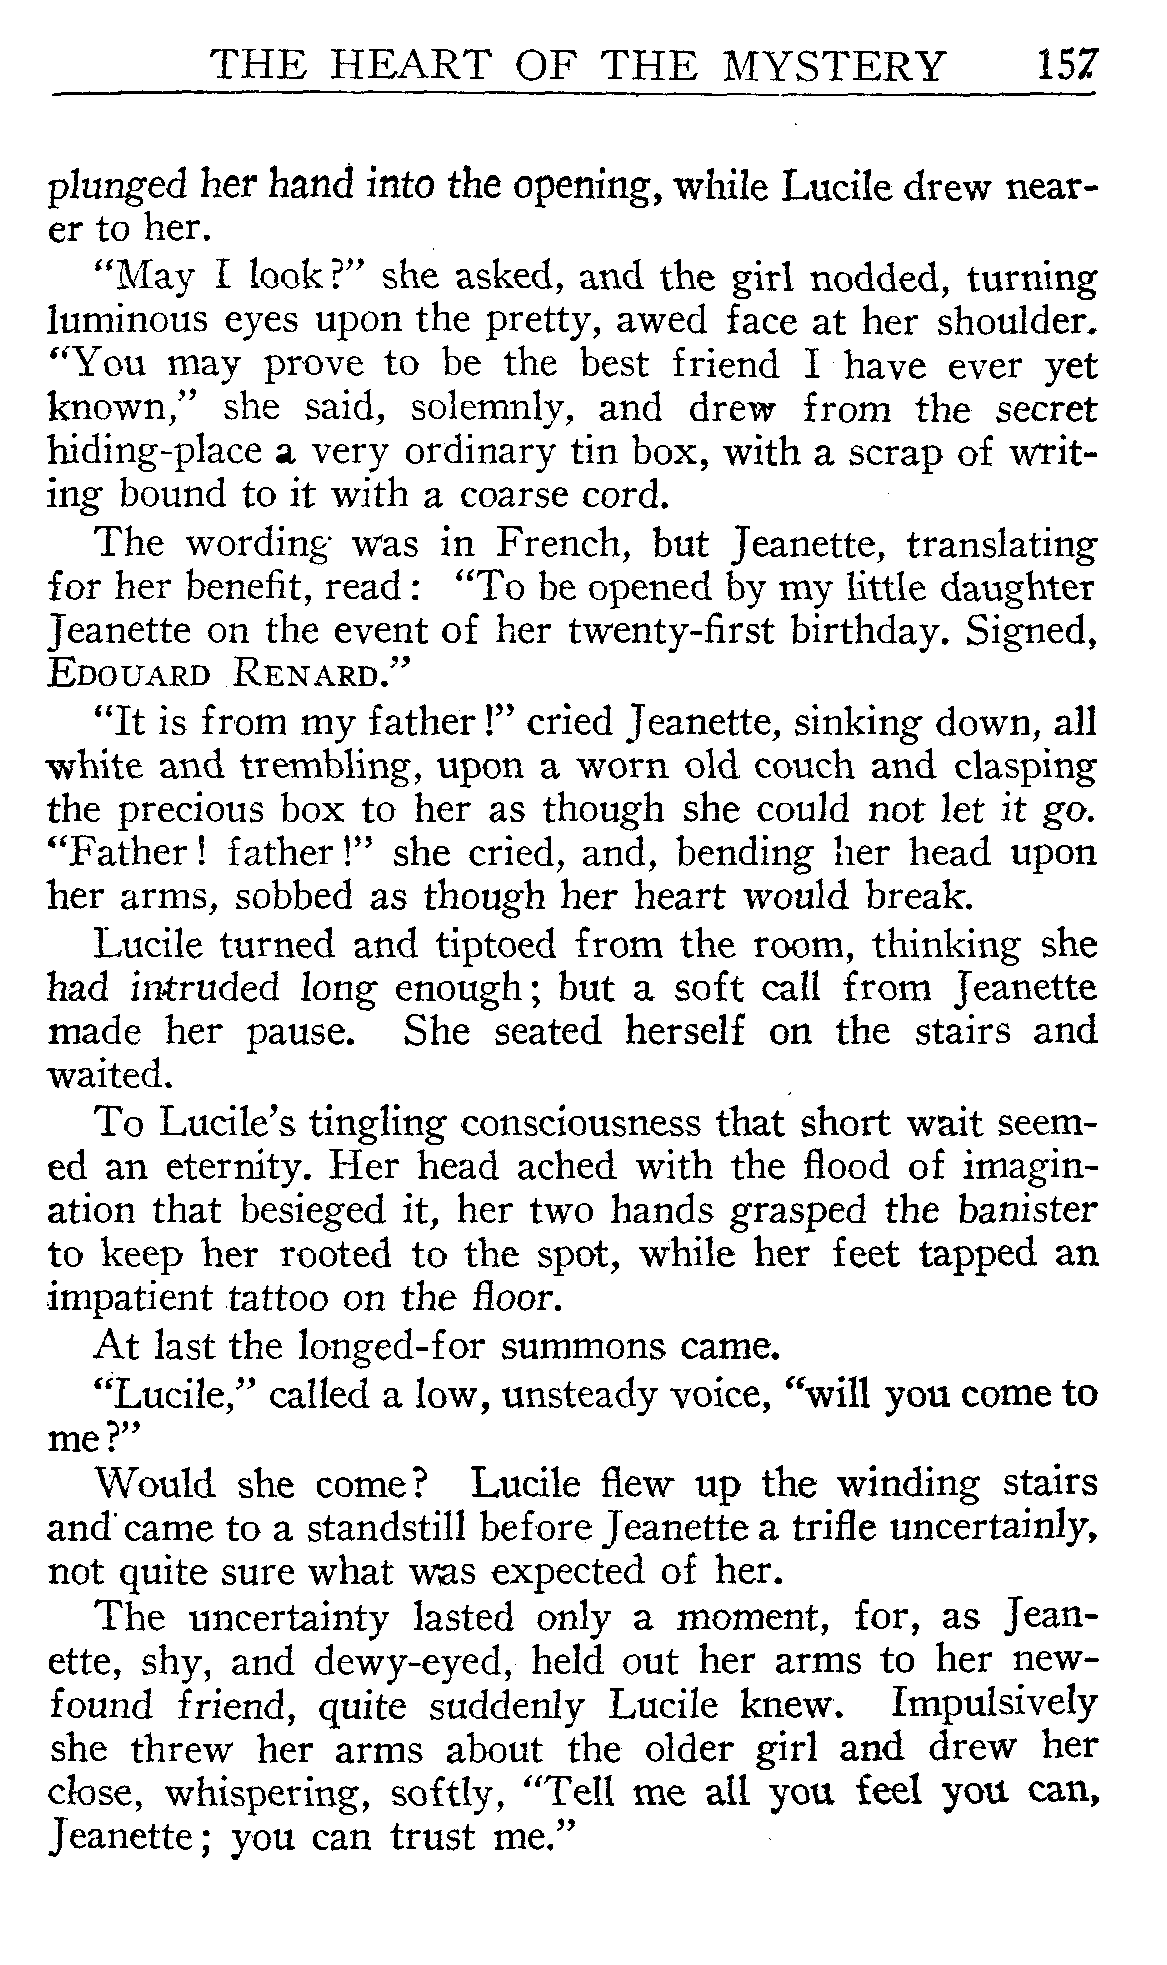 THE HEART OF THE MYSTERY 157
plunged her hand into the opening, while Lucile drew near-
er to her.
"May I look?" she asked, and the girl nodded, turning
luminous eyes upon the pretty, awed face at her shoulder.
"You may prove to be the best friend I have ever yet
known," she said, solemnly, and drew from the secret
hiding-place a very ordinary tin box, with a scrap of writ-
ing bound to it with a coarse cord.
The wording was in French, but Jeanette, translating
for her benefit, read: "To be opened by my little daughter
Jeanette on the event of her twenty-first birthday. Signed,
EDOUARD RENARD."
"It is from my father!" cried Jeanette, sinking down, all
white and trembling, upon a worn old couch and clasping
the precious box to her as though she could not let it go.
"Father! father!" she cried, and, bending her head upon
her arms, sobbed as though her heart would break.
Lucile turned and tiptoed from the room, thinking she
had intruded long enough; but a soft call from Jeanette
made her pause. She seated herself on the stairs and
waited.
To Lucile's tingling consciousness that short wait seem-
ed an eternity. Her head ached with the flood of imagin-
ation that besieged it, her two hands grasped the banister
to keep her rooted to the spot, while her feet tapped an
impatient tattoo on the floor.
At last the longed-for summons came.
"Lucile," called a low, unsteady voice, "will you come to
me?"
Would she come? Lucile flew up the winding stairs
and came to a standstill before Jeanette a trifle uncertainly,
not quite sure what was expected of her.
The uncertainty lasted only a moment, for, as Jean-
ette, shy, and dewy-eyed, held out her arms to her new-
found friend, quite suddenly Lucile knew. Impulsively
she threw her arms about the older girl and drew her
close, whispering, softly, "Tell me all you feel you can,
Jeanette; you can trust me."